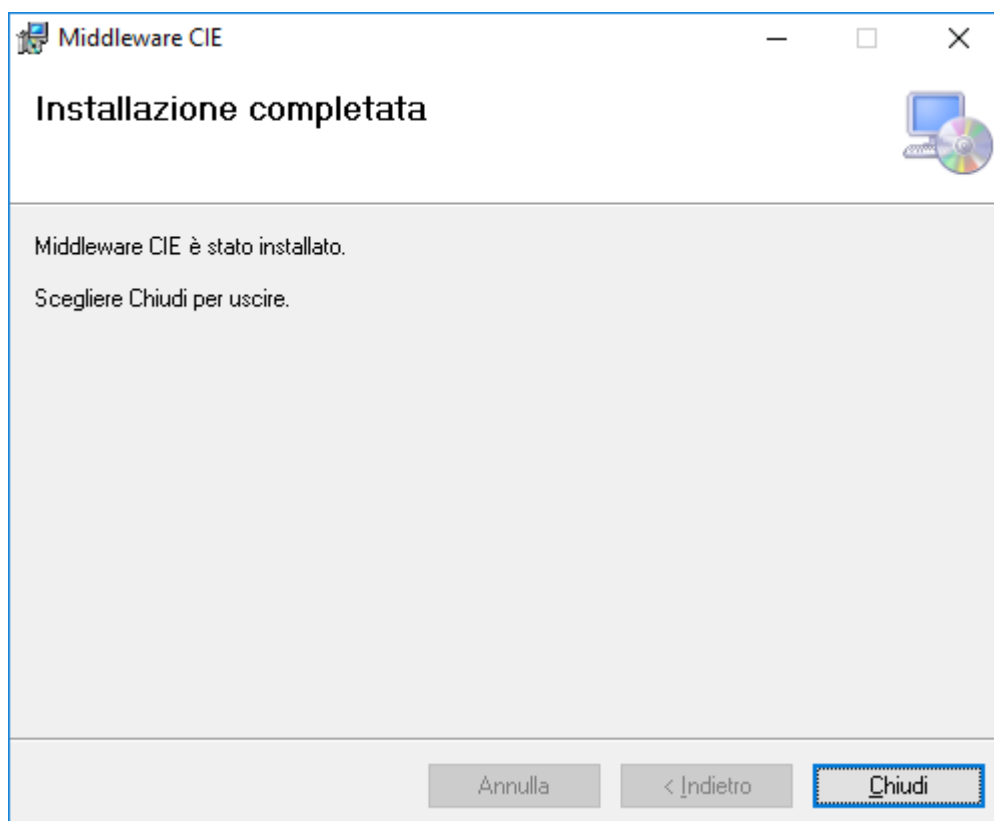 Middleware CIE
Installazione completata
Middleware CIE è stato installato.
Scegliere Chiudi per uscire.
Annulla
< Indietro
Chiudi